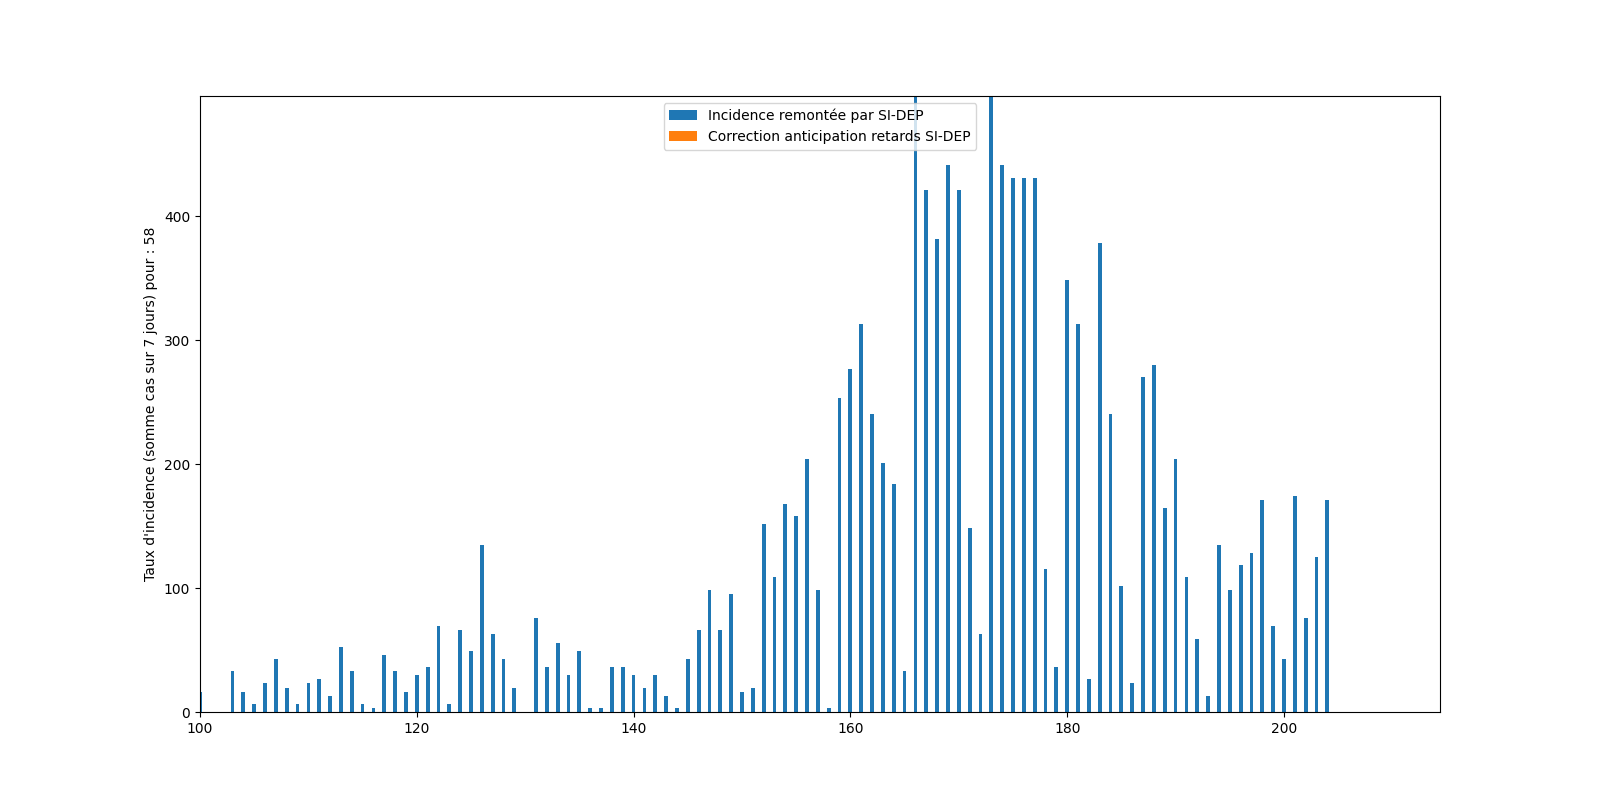 Incidence remontée par SI-DEP
Correction anticipation retards SI-DEP
Taux d'incidence (somme cas sur 7 jours) pour : 58
400
300
200
100
0
100 120 140 160 180 200